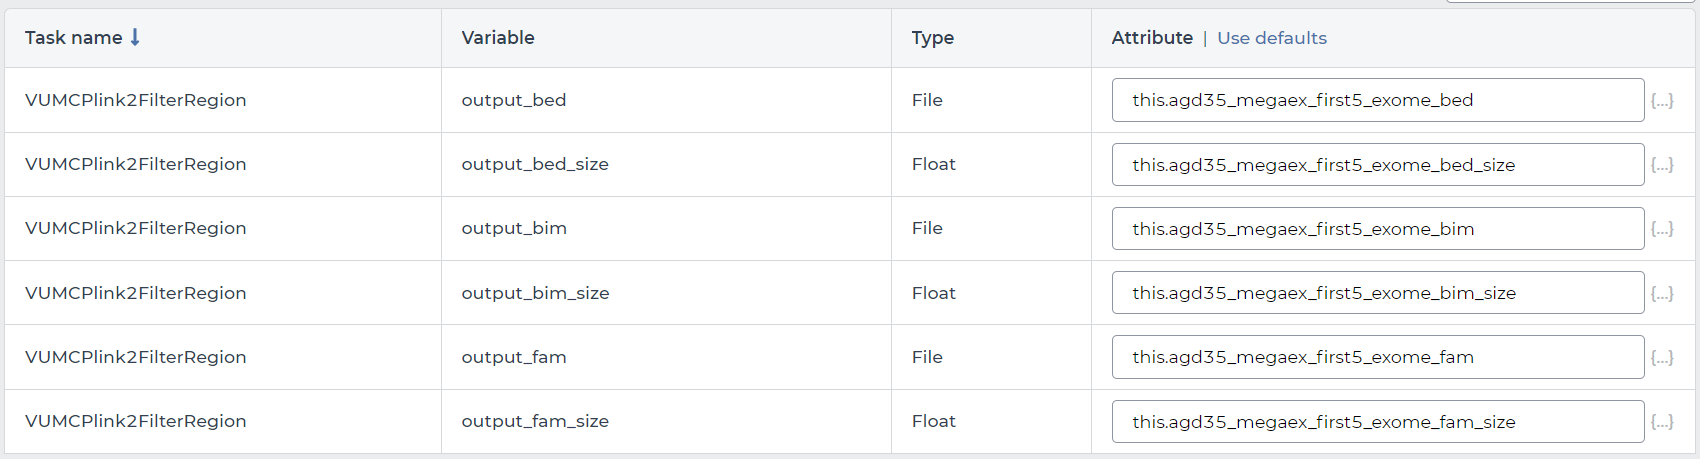 Task name ↓ Variable Type Attribute | Use defaults
VUMCPlink2FilterRegion output_bed File this.agd35_megaex_first5_exome_bed {...}
VUMCPlink2FilterRegion output_bed_size Float this.agd35_megaex_first5_exome_bed_size {...}
VUMCPlink2FilterRegion output_bim File this.agd35_megaex_first5_exome_bim {...}
VUMCPlink2FilterRegion output_bim_size Float this.agd35_megaex_first5_exome_bim_size {...}
VUMCPlink2FilterRegion output_fam File this.agd35_megaex_first5_exome_fam {...}
VUMCPlink2FilterRegion output_fam_size Float this.agd35_megaex_first5_exome_fam_size {...}